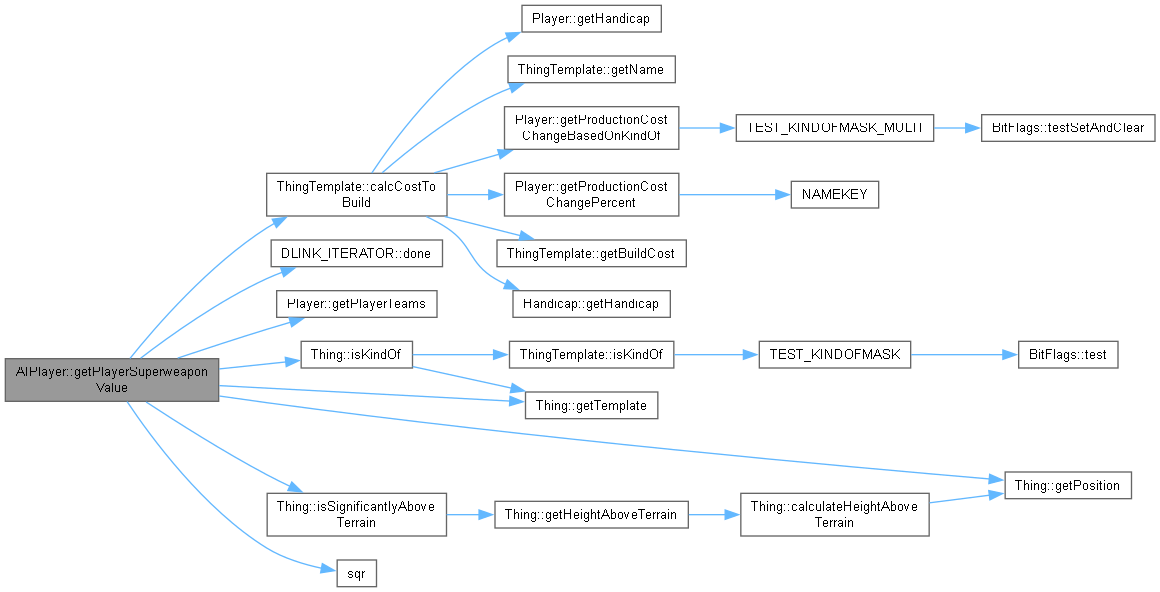 Player::getHandicap
ThingTemplate::getName
Player::getProductionCost
ChangeBasedOnKindOf
TEST_KINDOFMASK_MULTI
BitFlags::testSetAndClear
ThingTemplate::calcCostTo
Build
Player::getProductionCost
ChangePercent
NAMEKEY
DLINK_ITERATOR::done
ThingTemplate::getBuildCost
Player::getPlayerTeams
Handicap::getHandicap
Thing::isKindOf
ThingTemplate::isKindOf
TEST_KINDOFMASK
BitFlags::test
AIPlayer::getPlayerSuperweapon
Value
Thing::getTemplate
Thing::getPosition
Thing::isSignificantlyAbove
Terrain
Thing::getHeightAboveTerrain
Thing::calculateHeightAbove
Terrain
sqr